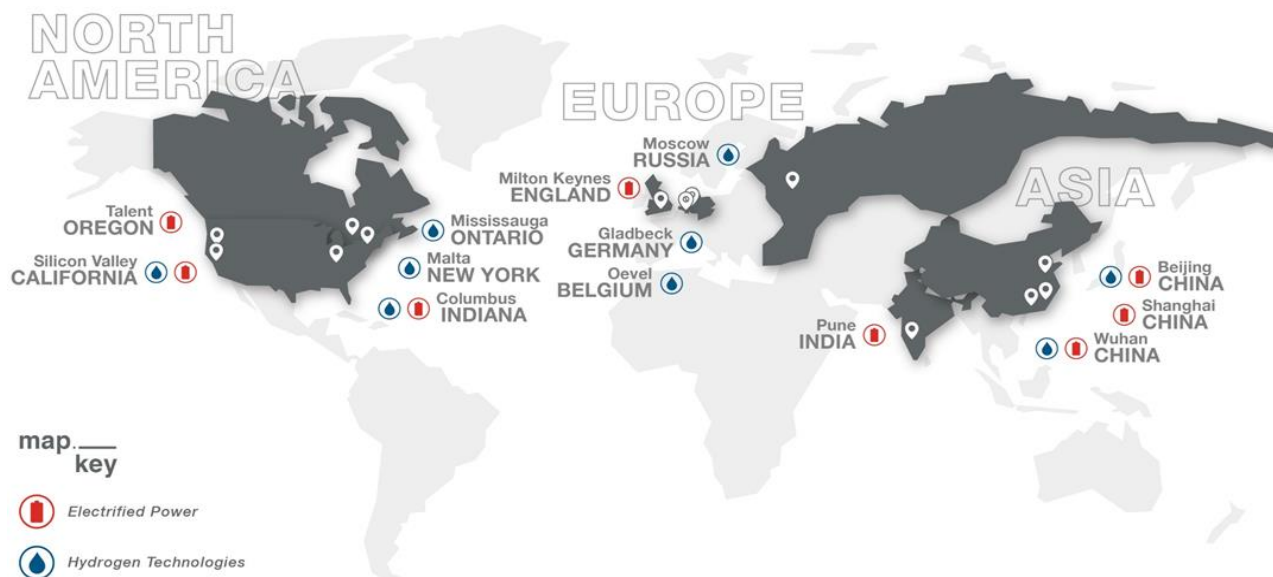 NORTH
AMERICA
EUROPE
ASIA
Moscow
RUSSIA
Milton Keynes
ENGLAND
Talent
OREGON
Mississauga
ONTARIO
Gladbeck
GERMANY
Silicon Valley
CALIFORNIA
Malta
NEW YORK
Oevel
BELGIUM
Beijing
CHINA
Columbus
INDIANA
Shanghai
CHINA
Pune
INDIA
Wuhan
CHINA
map.
key
Electrified Power
Hydrogen Technologies